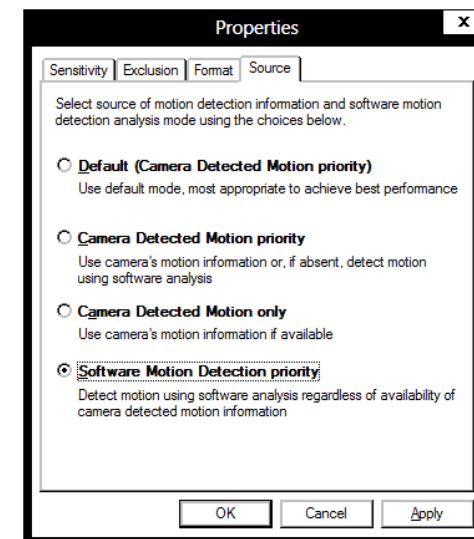 Properties
x
Sensitivity Exclusion Format Source
Select source of motion detection information and software motion
detection analysis mode using the choices below.
Default (Camera Detected Motion priority)
Use default mode, most appropriate to achieve best performance
Camera Detected Motion priority
Use camera's motion information or, if absent, detect motion
using software analysis
Camera Detected Motion only
Use camera's motion information if available
Software Motion Detection priority
Detect motion using software analysis regardless of availability of
camera detected motion information
OK Cancel Apply